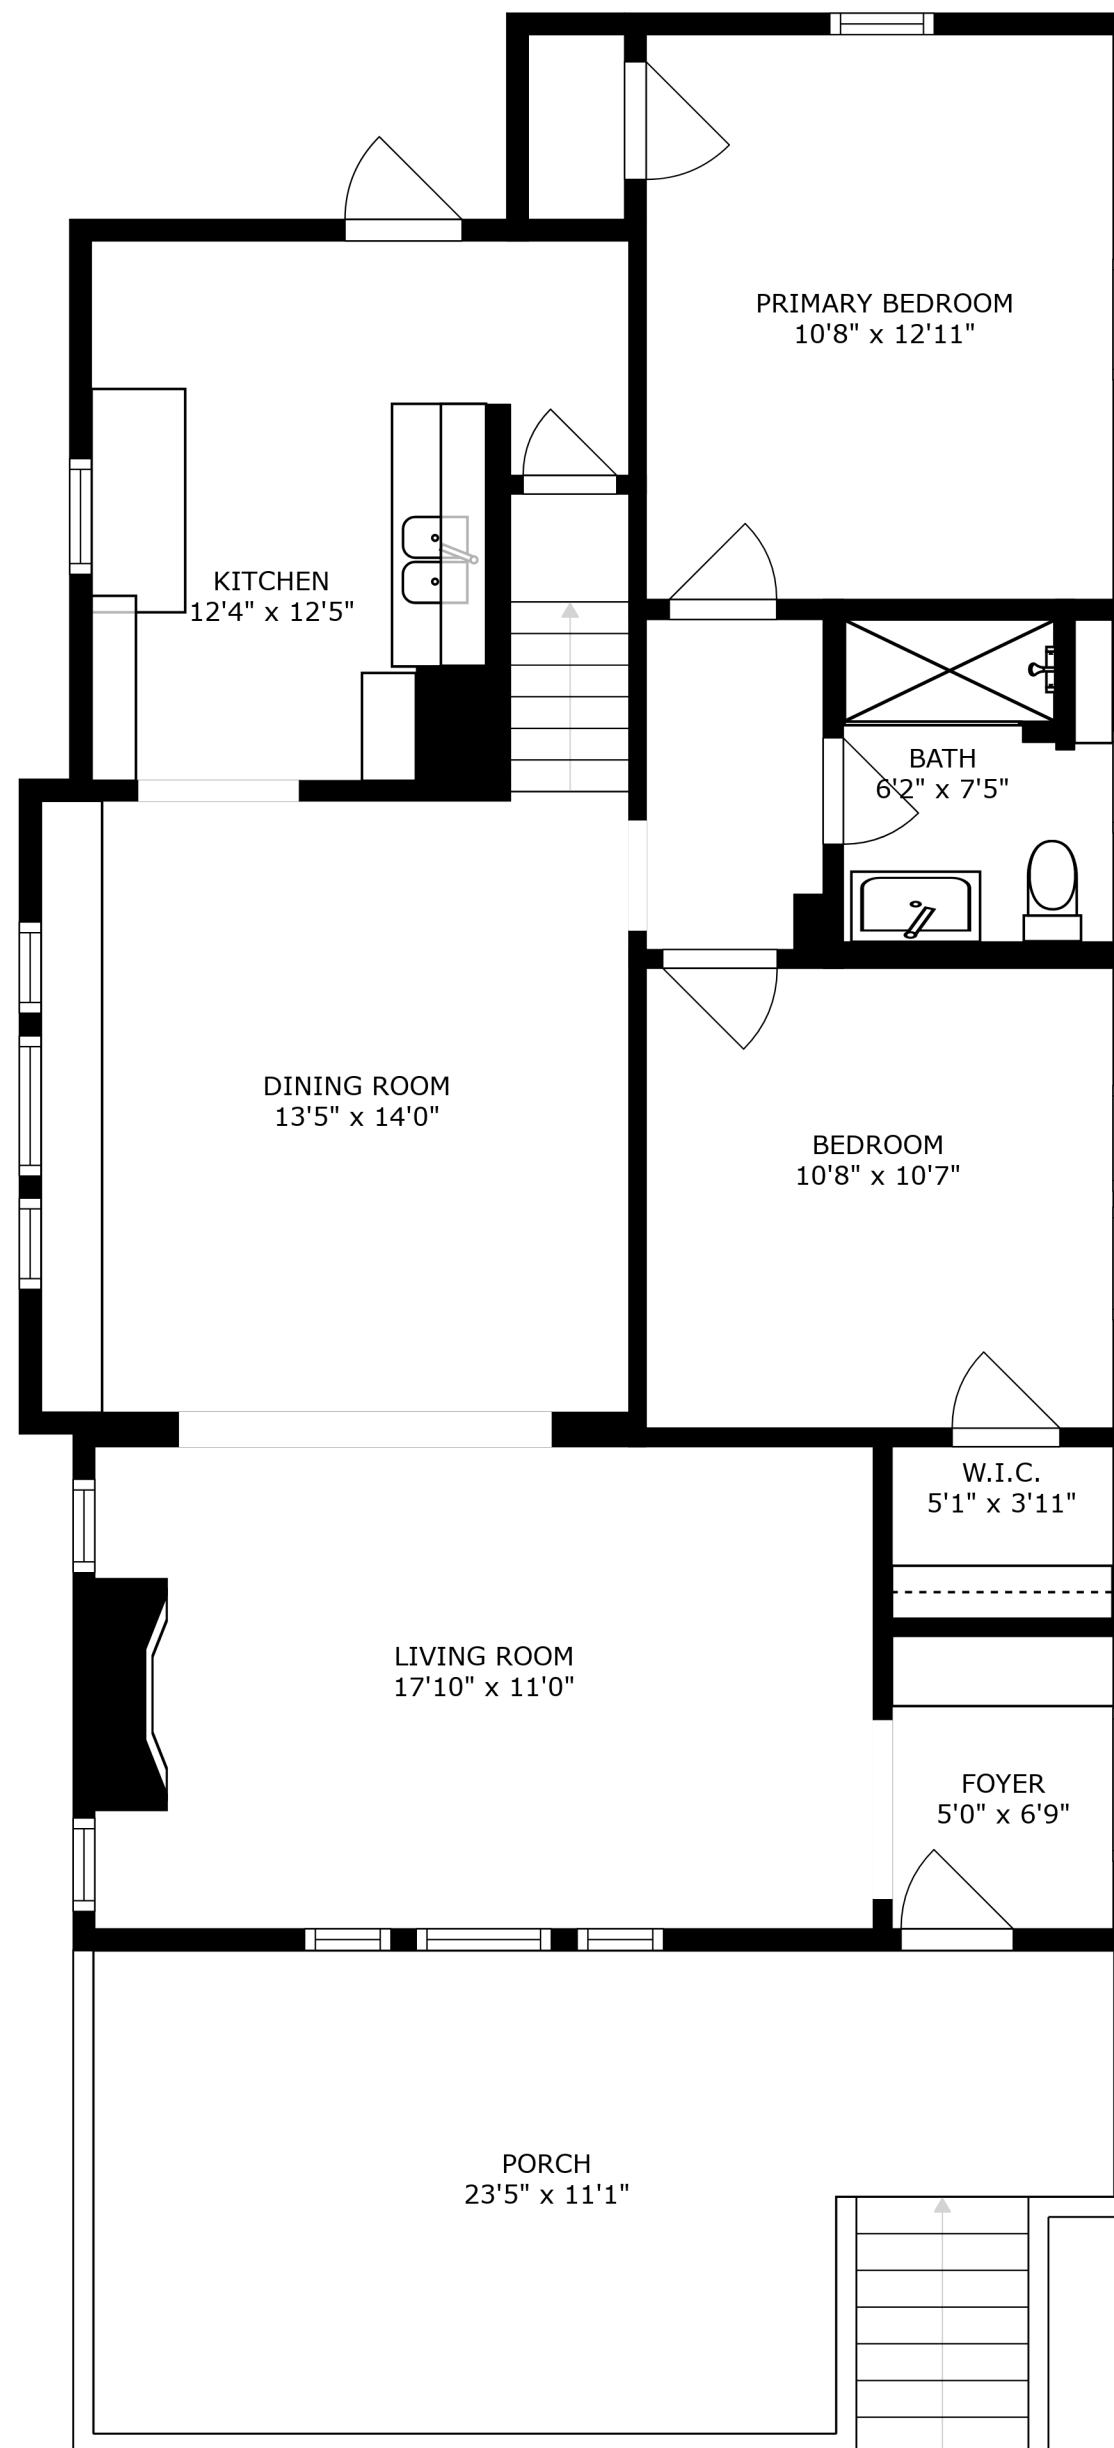 PRIMARY BEDROOM
10'8" x 12'11"
KITCHEN
12'4" x 12'5"
BATH
6'2" x 7'5"
DINING ROOM
13'5" x 14'0"
BEDROOM
10'8" x 10'7"
W.I.C.
5'1" x 3'11"
LIVING ROOM
17'10" x 11'0"
FOYER
5'0" x 6'9"
PORCH
23'5" x 11'1"